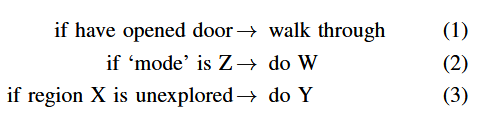 if have opened door → walk through (1)
if ‘mode’ is Z → do W (2)
if region X is unexplored → do Y (3)